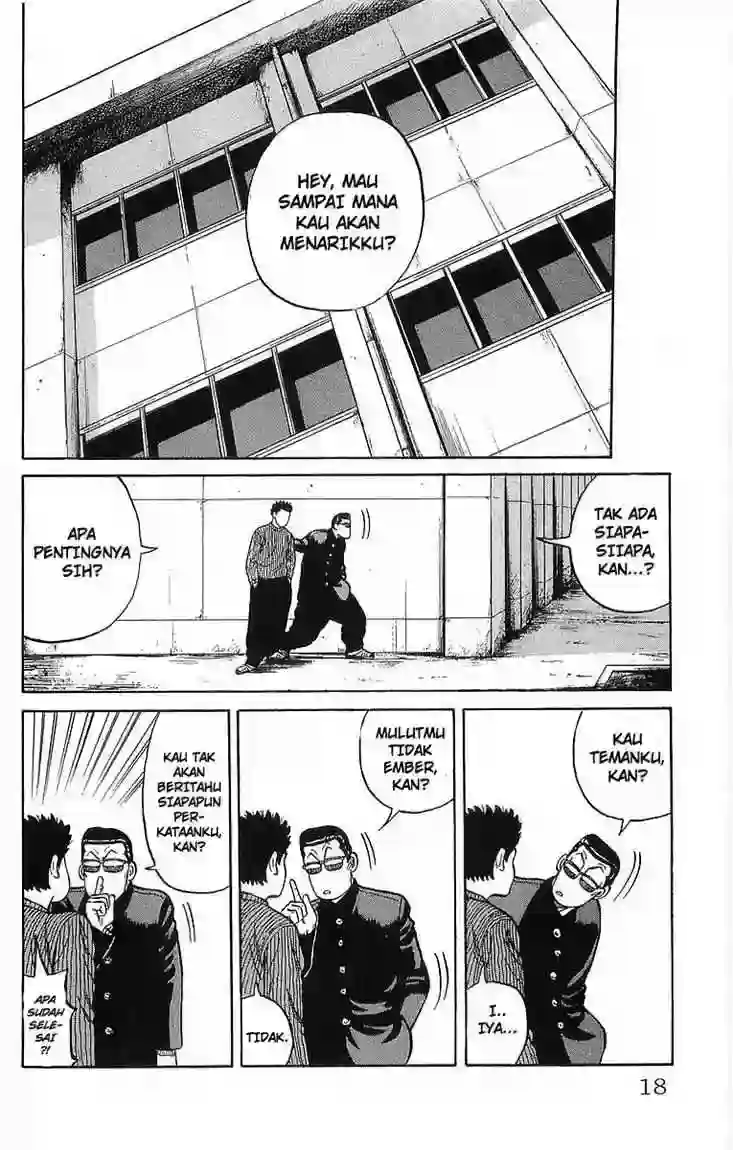 HEY, MAU
SAMPAI MANA
KAU AKAN
MENARIKKU?
TAK ADA
SIAPA-
SIIAPA,
KAN...?
APA
PENTINGNYA
SIH?
KAU
TEMANKU,
KAN?
I..
IYA...
MULUTMU
TIDAK
EMBER,
KAN?
TIDAK.
KAU TAK
AKAN
BERITAHU
SIAPAPUN
PER-
KATAANKU,
KAN?
APA
SUDAH
SELE-
SAI
?!
18